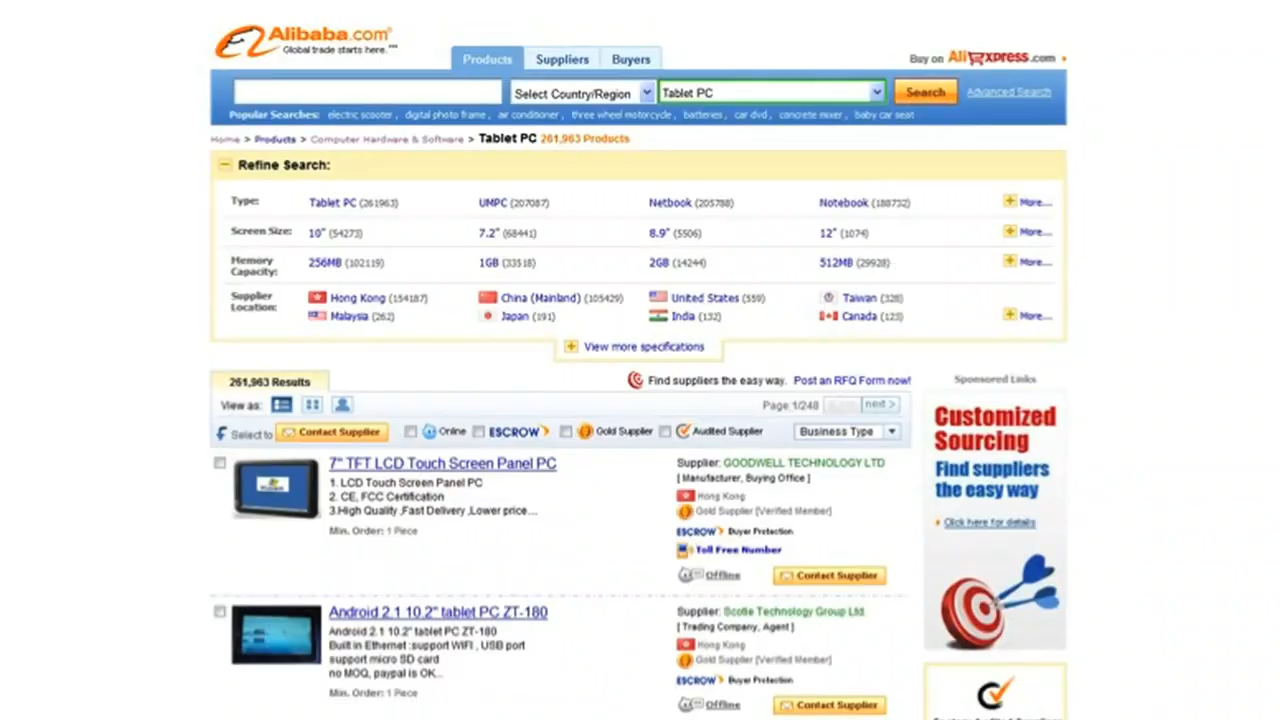 Alibaba.com®
Global trade starts here.™
Products Suppliers Buyers
Buy on AliExpress.com
Select Country/Region Tablet PC Search Advanced Search
Popular Searches: electric scooter, digital photo frame, air conditioner, three wheel motorcycle, batteries, car dvd, concrete mixer, baby car seat
Home > Products > Computer Hardware & Software > Tablet PC 261,963 Products
Refine Search:
Type: Tablet PC (261963) UMPC (207087) Netbook (205788) Notebook (188732) More...
Screen Size: 10" (54273) 7.2" (68441) 8.9" (5506) 12" (1074) More...
Memory Capacity: 256MB (102119) 1GB (33518) 2GB (14244) 512MB (29928) More...
Supplier Location: Hong Kong (154187) China (Mainland) (105429) United States (559) Taiwan (328)
Malaysia (262) Japan (191) India (132) Canada (123) More...
View more specifications
261,963 Results
Find suppliers the easy way. Post an RFQ Form now!
Sponsored Links
View as: Page 1/248 next >
Select to Contact Supplier Online ESCROW Gold Supplier Audited Supplier Business Type
7" TFT LCD Touch Screen Panel PC
1. LCD Touch Screen Panel PC
2. CE, FCC Certification
3.High Quality ,Fast Delivery ,Lower price...
Min. Order: 1 Piece
Supplier: GOODWELL TECHNOLOGY LTD
[ Manufacturer, Buying Office ]
Hong Kong
Gold Supplier [Verified Member]
ESCROW Buyer Protection
Toll Free Number
Offline Contact Supplier
Customized
Sourcing
Find suppliers
the easy way
Click here for details
Android 2.1 10.2" tablet PC ZT-180
Android 2.1 10.2" tablet PC ZT-180
Built in Ethernet :support WIFI , USB port
support micro SD card
no MOQ, paypal is OK...
Min. Order: 1 Piece
Supplier: Scotle Technology Group Ltd.
[ Trading Company, Agent ]
Hong Kong
Gold Supplier [Verified Member]
ESCROW Buyer Protection
Offline Contact Supplier